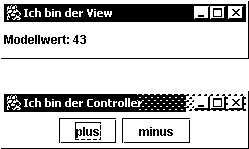 Ich bin der View
Modellwert: 43
Ich bin der Controller
plus minus